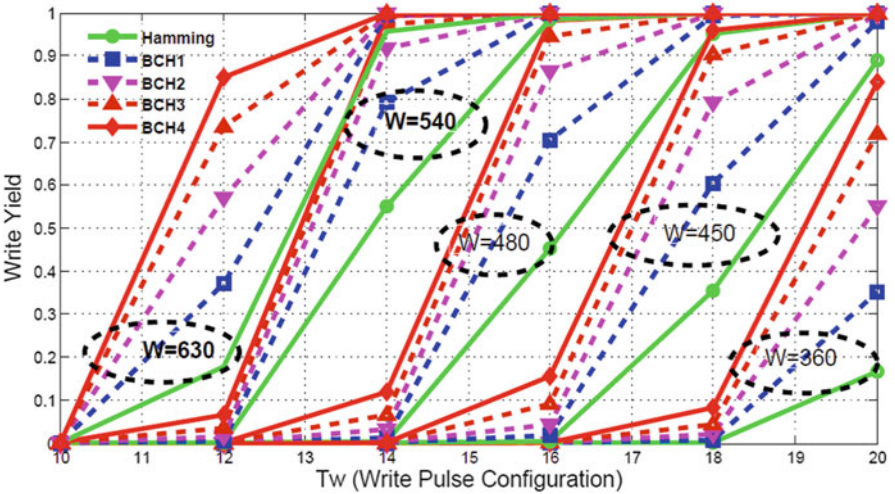 1
0.9
0.8
0.7
0.6
0.5
0.4
0.3
0.2
0.1
0
Write Yield
Hamming
BCH1
BCH2
BCH3
BCH4
W=540
W=480
W=450
W=630
W=360
10 11 12 13 14 15 16 17 18 19 20
Tw (Write Pulse Configuration)